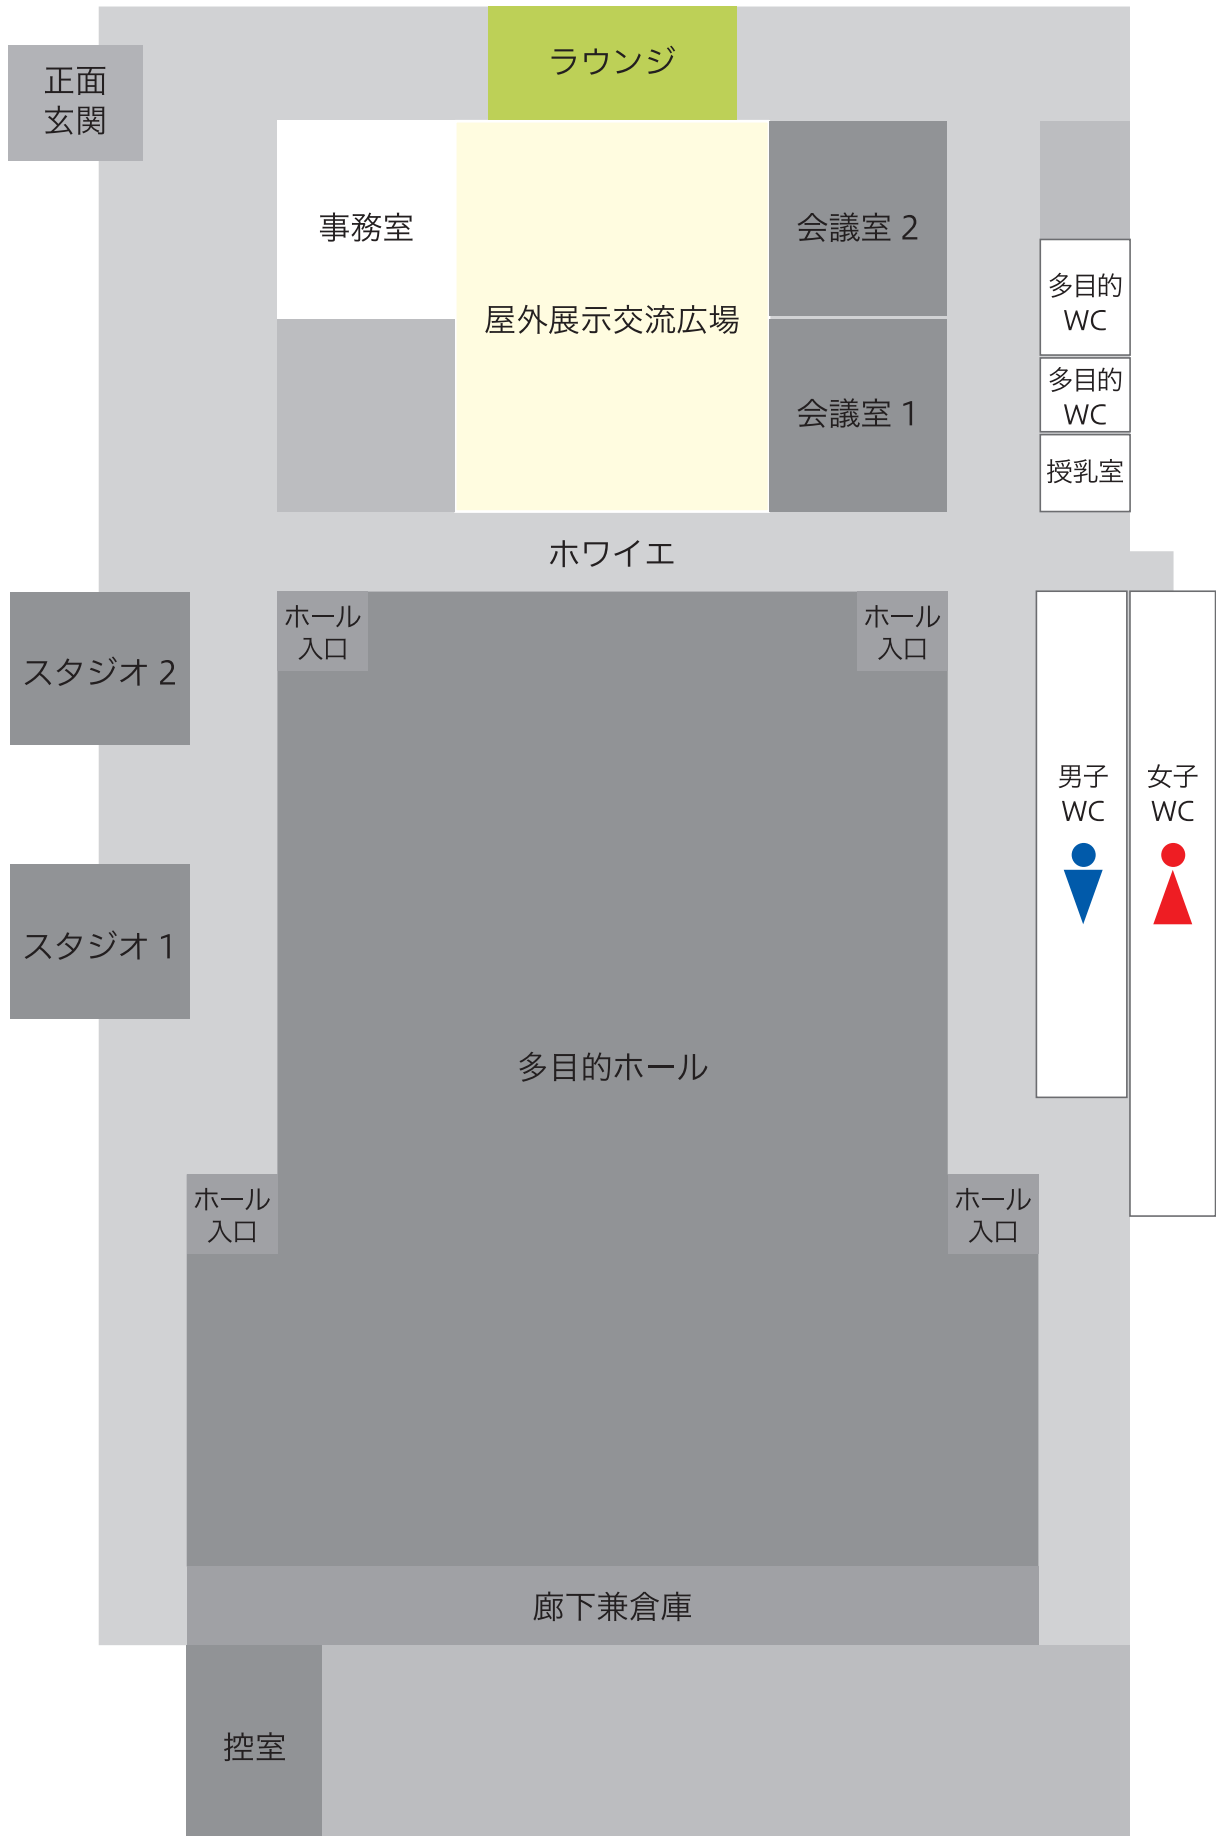 ラウンジ
正面
玄関
事務室
会議室 2
屋外展示交流広場
多目的
WC
多目的
WC
会議室 1
授乳室
ホワイエ
ホール
入口
ホール
入口
スタジオ 2
男子
WC
女子
WC
スタジオ 1
多目的ホール
ホール
入口
ホール
入口
廊下兼倉庫
控室